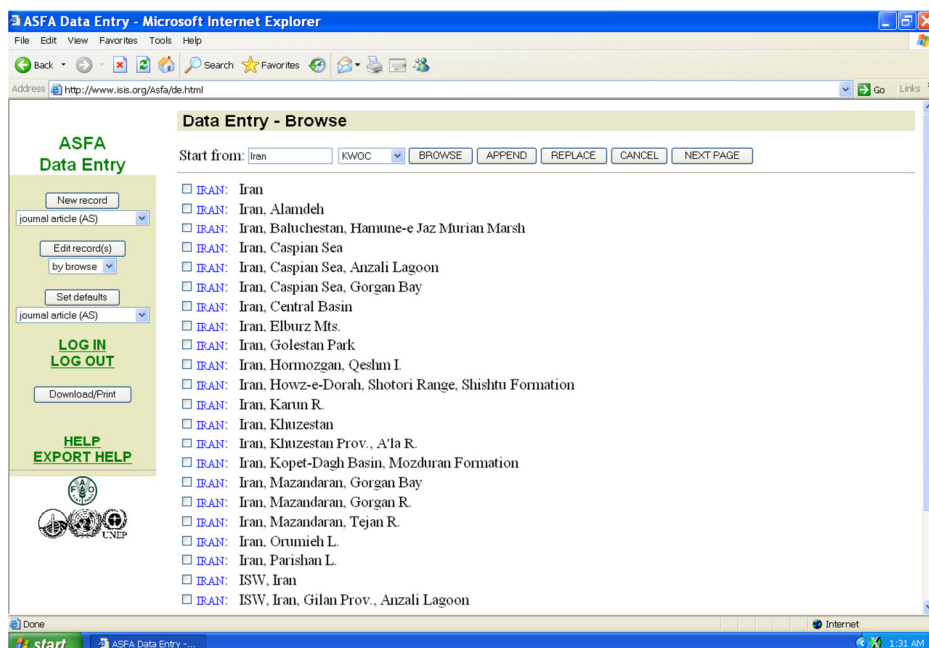 ASFA Data Entry - Microsoft Internet Explorer
File Edit View Favorites Tools Help
Back Search Favorites
Address http://www.isis.org/Asfa/de.html Go Links
Data Entry - Browse
ASFA
Data Entry
Start from: Iran KWOC BROWSE APPEND REPLACE CANCEL NEXT PAGE
New record
journal article (AS)
Edit record(s)
by browse
Set defaults
journal article (AS)
LOG IN
LOG OUT
Download/Print
HELP
EXPORT HELP
FAO
UNEP
IRAN: Iran
IRAN: Iran, Alamdeh
IRAN: Iran, Baluchestan, Hamune-e Jaz Murian Marsh
IRAN: Iran, Caspian Sea
IRAN: Iran, Caspian Sea, Anzali Lagoon
IRAN: Iran, Caspian Sea, Gorgan Bay
IRAN: Iran, Central Basin
IRAN: Iran, Elburz Mts.
IRAN: Iran, Golestan Park
IRAN: Iran, Hormozgan, Qeshm I.
IRAN: Iran, Howz-e-Dorah, Shotori Range, Shishtu Formation
IRAN: Iran, Karun R.
IRAN: Iran, Khuzestan
IRAN: Iran, Khuzestan Prov., A'la R.
IRAN: Iran, Kopet-Dagh Basin, Mozduran Formation
IRAN: Iran, Mazandaran, Gorgan Bay
IRAN: Iran, Mazandaran, Gorgan R.
IRAN: Iran, Mazandaran, Tejan R.
IRAN: Iran, Orumieh L.
IRAN: Iran, Parishan L.
IRAN: ISW, Iran
IRAN: ISW, Iran, Gilan Prov., Anzali Lagoon
Done Internet
start ASFA Data Entry -... 1:31 AM